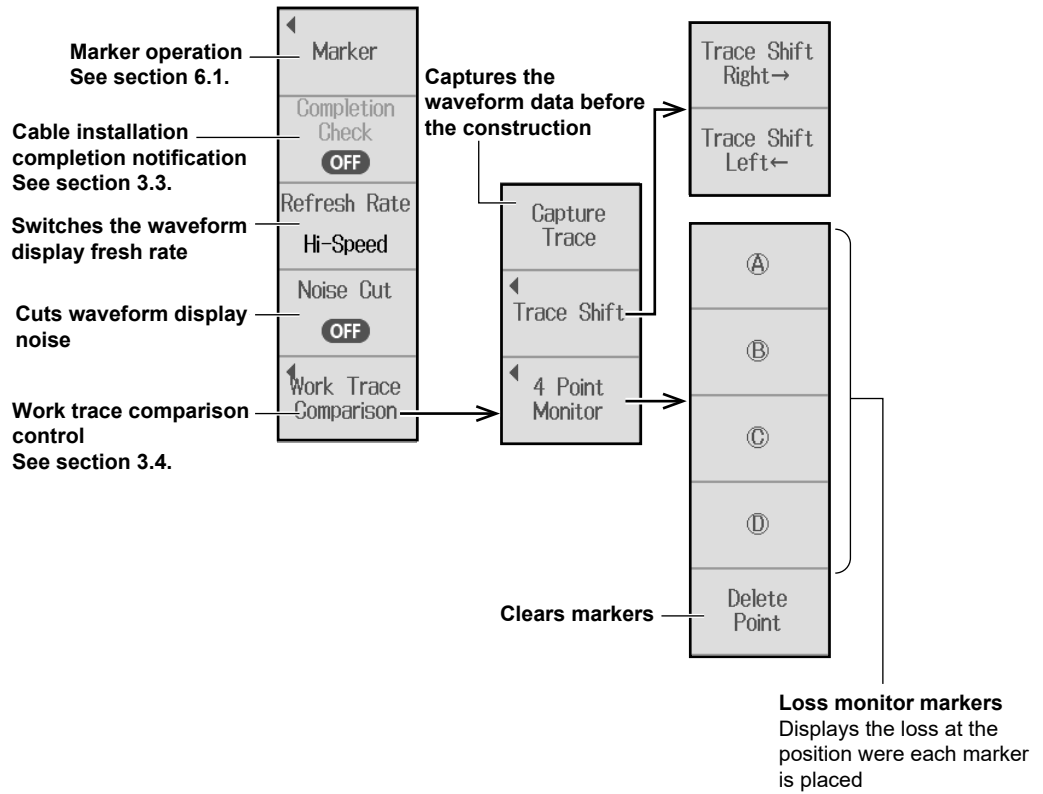 Marker operation
See section 6.1.
Cable installation
completion notification
See section 3.3.
Switches the waveform
display fresh rate
Cuts waveform display
noise
Work trace comparison
control
See section 3.4.
Marker
Completion
Check
OFF
Refresh Rate
Hi-Speed
Noise Cut
OFF
Work Trace
Comparison
Captures the
waveform data before
the construction
Capture
Trace
Trace Shift
4 Point
Monitor
Trace Shift
Right→
Trace Shift
Left←
Ⓐ
Ⓑ
Ⓒ
Ⓓ
Delete
Point
Clears markers
Loss monitor markers
Displays the loss at the
position were each marker
is placed